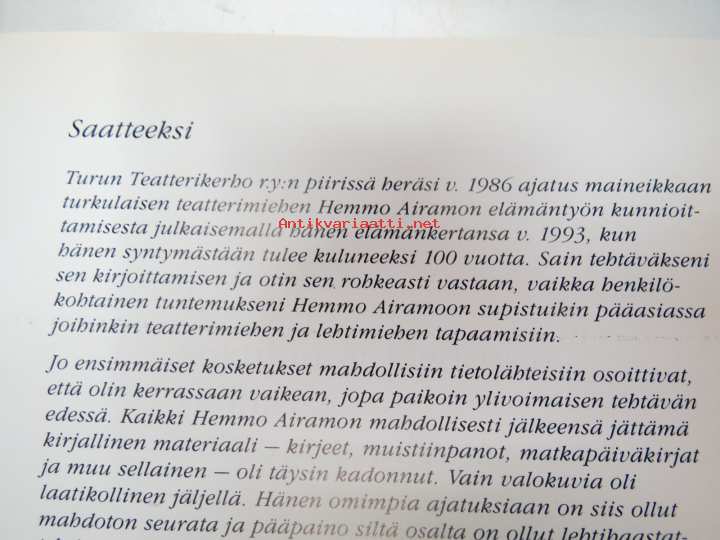 Saatteeksi
Turun Teatterikerho r.y:n piirissä heräsi v. 1986 ajatus maineikkaan
turkulaisen teatterimiehen Hemmo Airamon elämäntyön kunnioit-
tamisesta julkaisemalla hänen elämänkertansa v. 1993, kun
Antikvariaatti.net
hänen syntymästään tulee kuluneeksi 100 vuotta. Sain tehtäväkseni
sen kirjoittamisen ja otin sen rohkeasti vastaan, vaikka henkilö-
kohtainen tuntemukseni Hemmo Airamoon supistuikin pääasiassa
joihinkin teatterimiehen ja lehtimiehen tapaamisiin.
Jo ensimmäiset kosketukset mahdollisiin tietolähteisiin osoittivat,
että olin kerrassaan vaikean, jopa paikoin ylivoimaisen tehtävän
edessä. Kaikki Hemmo Airamon mahdollisesti jälkeensä jättämä
kirjallinen materiaali – kirjeet, muistiinpanot, matkapäiväkirjat
ja muu sellainen – oli täysin kadonnut. Vain valokuvia oli
laatikollinen jäljellä. Hänen omimpia ajatuksiaan on siis ollut
mahdoton seurata ja pääpaino siltä osalta on ollut lehtihaastat-